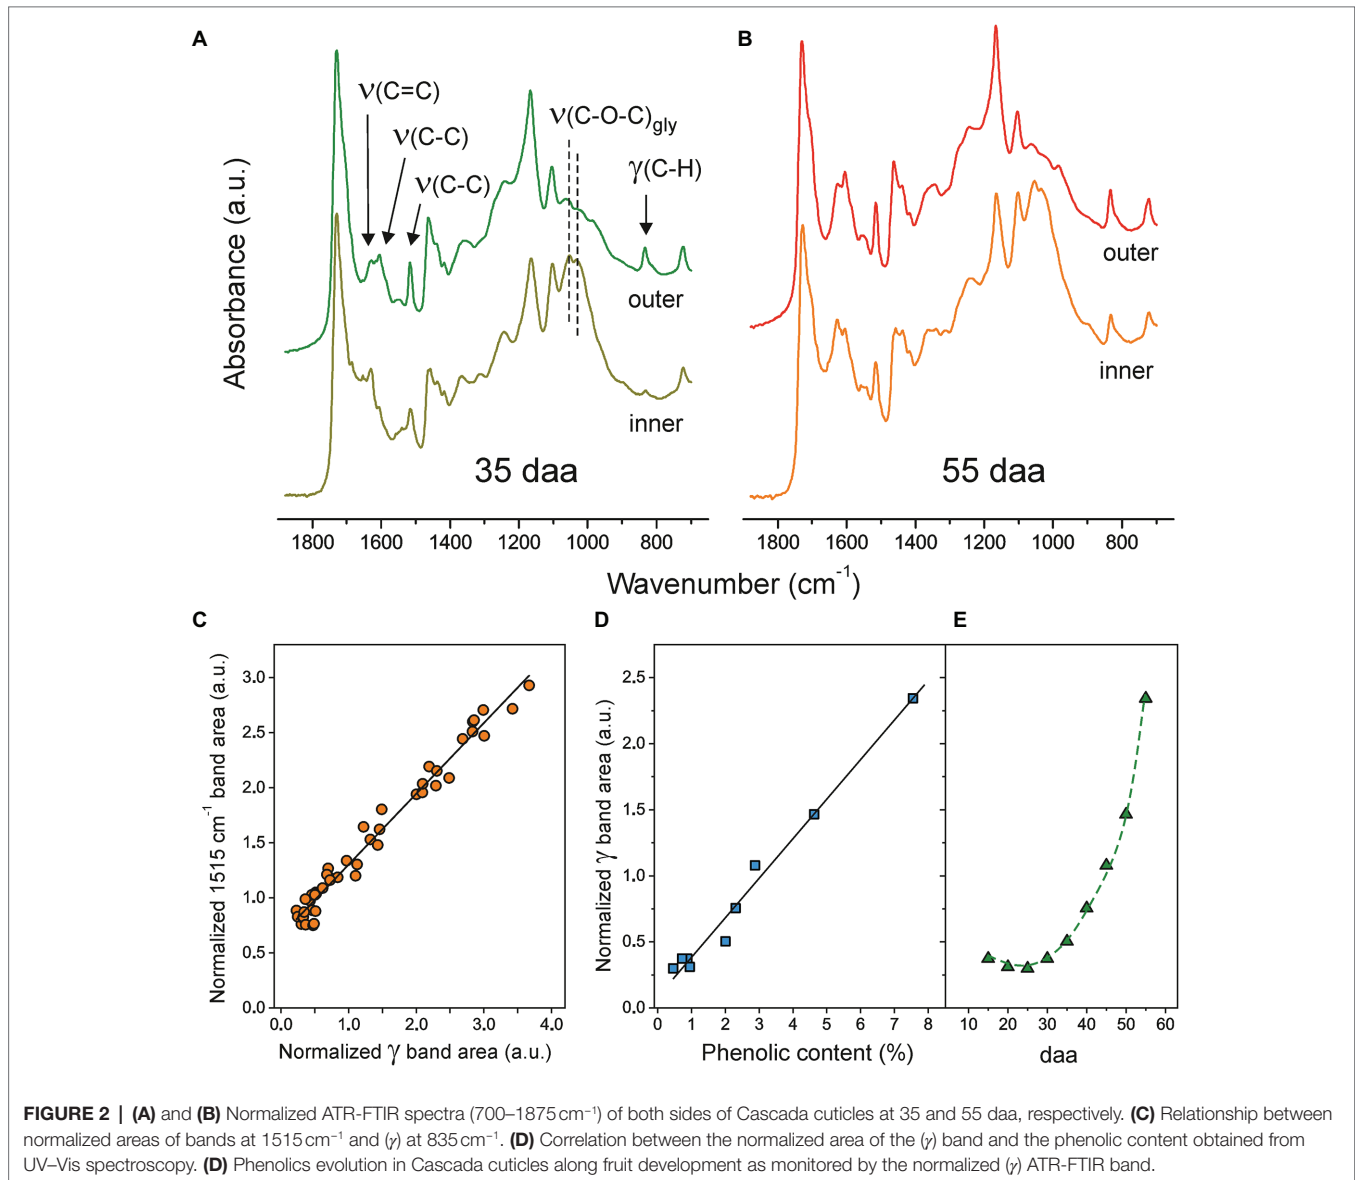 A
B
ν(C=C)
ν(C-C)
ν(C-C)
ν(C-O-C)gly
γ(C-H)
Absorbance (a.u.)
outer
inner
35 daa
outer
inner
55 daa
1800 1600 1400 1200 1000 800
1800 1600 1400 1200 1000 800
Wavenumber (cm-1)
C
D
E
Normalized 1515 cm-1 band area (a.u.)
3.0
2.5
2.0
1.5
1.0
0.5
0.0
0.0 1.0 2.0 3.0 4.0
Normalized γ band area (a.u.)
Normalized γ band area (a.u.)
2.5
2.0
1.5
1.0
0.5
0.0
0 1 2 3 4 5 6 7 8
Phenolic content (%)
10 20 30 40 50 60
daa
FIGURE 2 | (A) and (B) Normalized ATR-FTIR spectra (700–1875 cm−1) of both sides of Cascada cuticles at 35 and 55 daa, respectively. (C) Relationship between
normalized areas of bands at 1515 cm−1 and (γ) at 835 cm−1. (D) Correlation between the normalized area of the (γ) band and the phenolic content obtained from
UV–Vis spectroscopy. (D) Phenolics evolution in Cascada cuticles along fruit development as monitored by the normalized (γ) ATR-FTIR band.